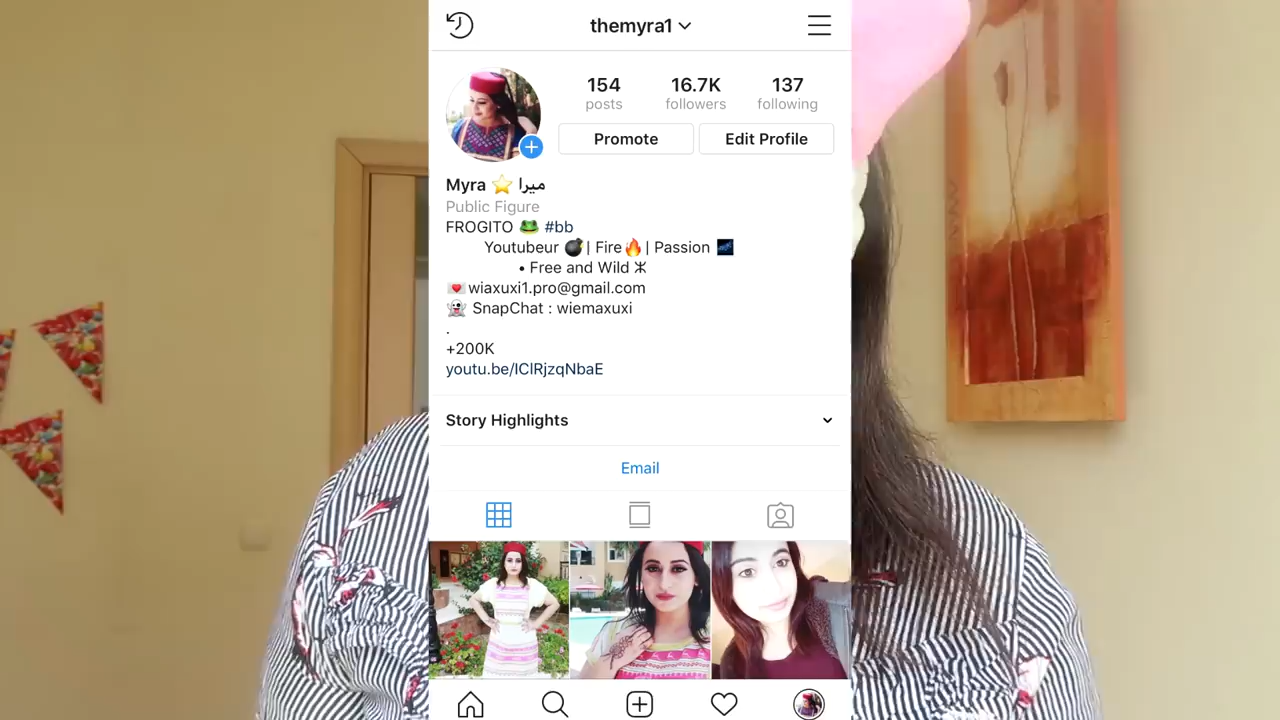 themyra1
154 16.7K 137
posts followers following
Promote Edit Profile
Myra ⭐ ميرا
Public Figure
FROGITO 🐸 #bb
Youtubeur 💣| Fire🔥| Passion 🌌
• Free and Wild ⵣ
💌wiaxuxi1.pro@gmail.com
👻 SnapChat : wiemaxuxi
.
+200K
youtu.be/lClRjzqNbaE
Story Highlights
Email